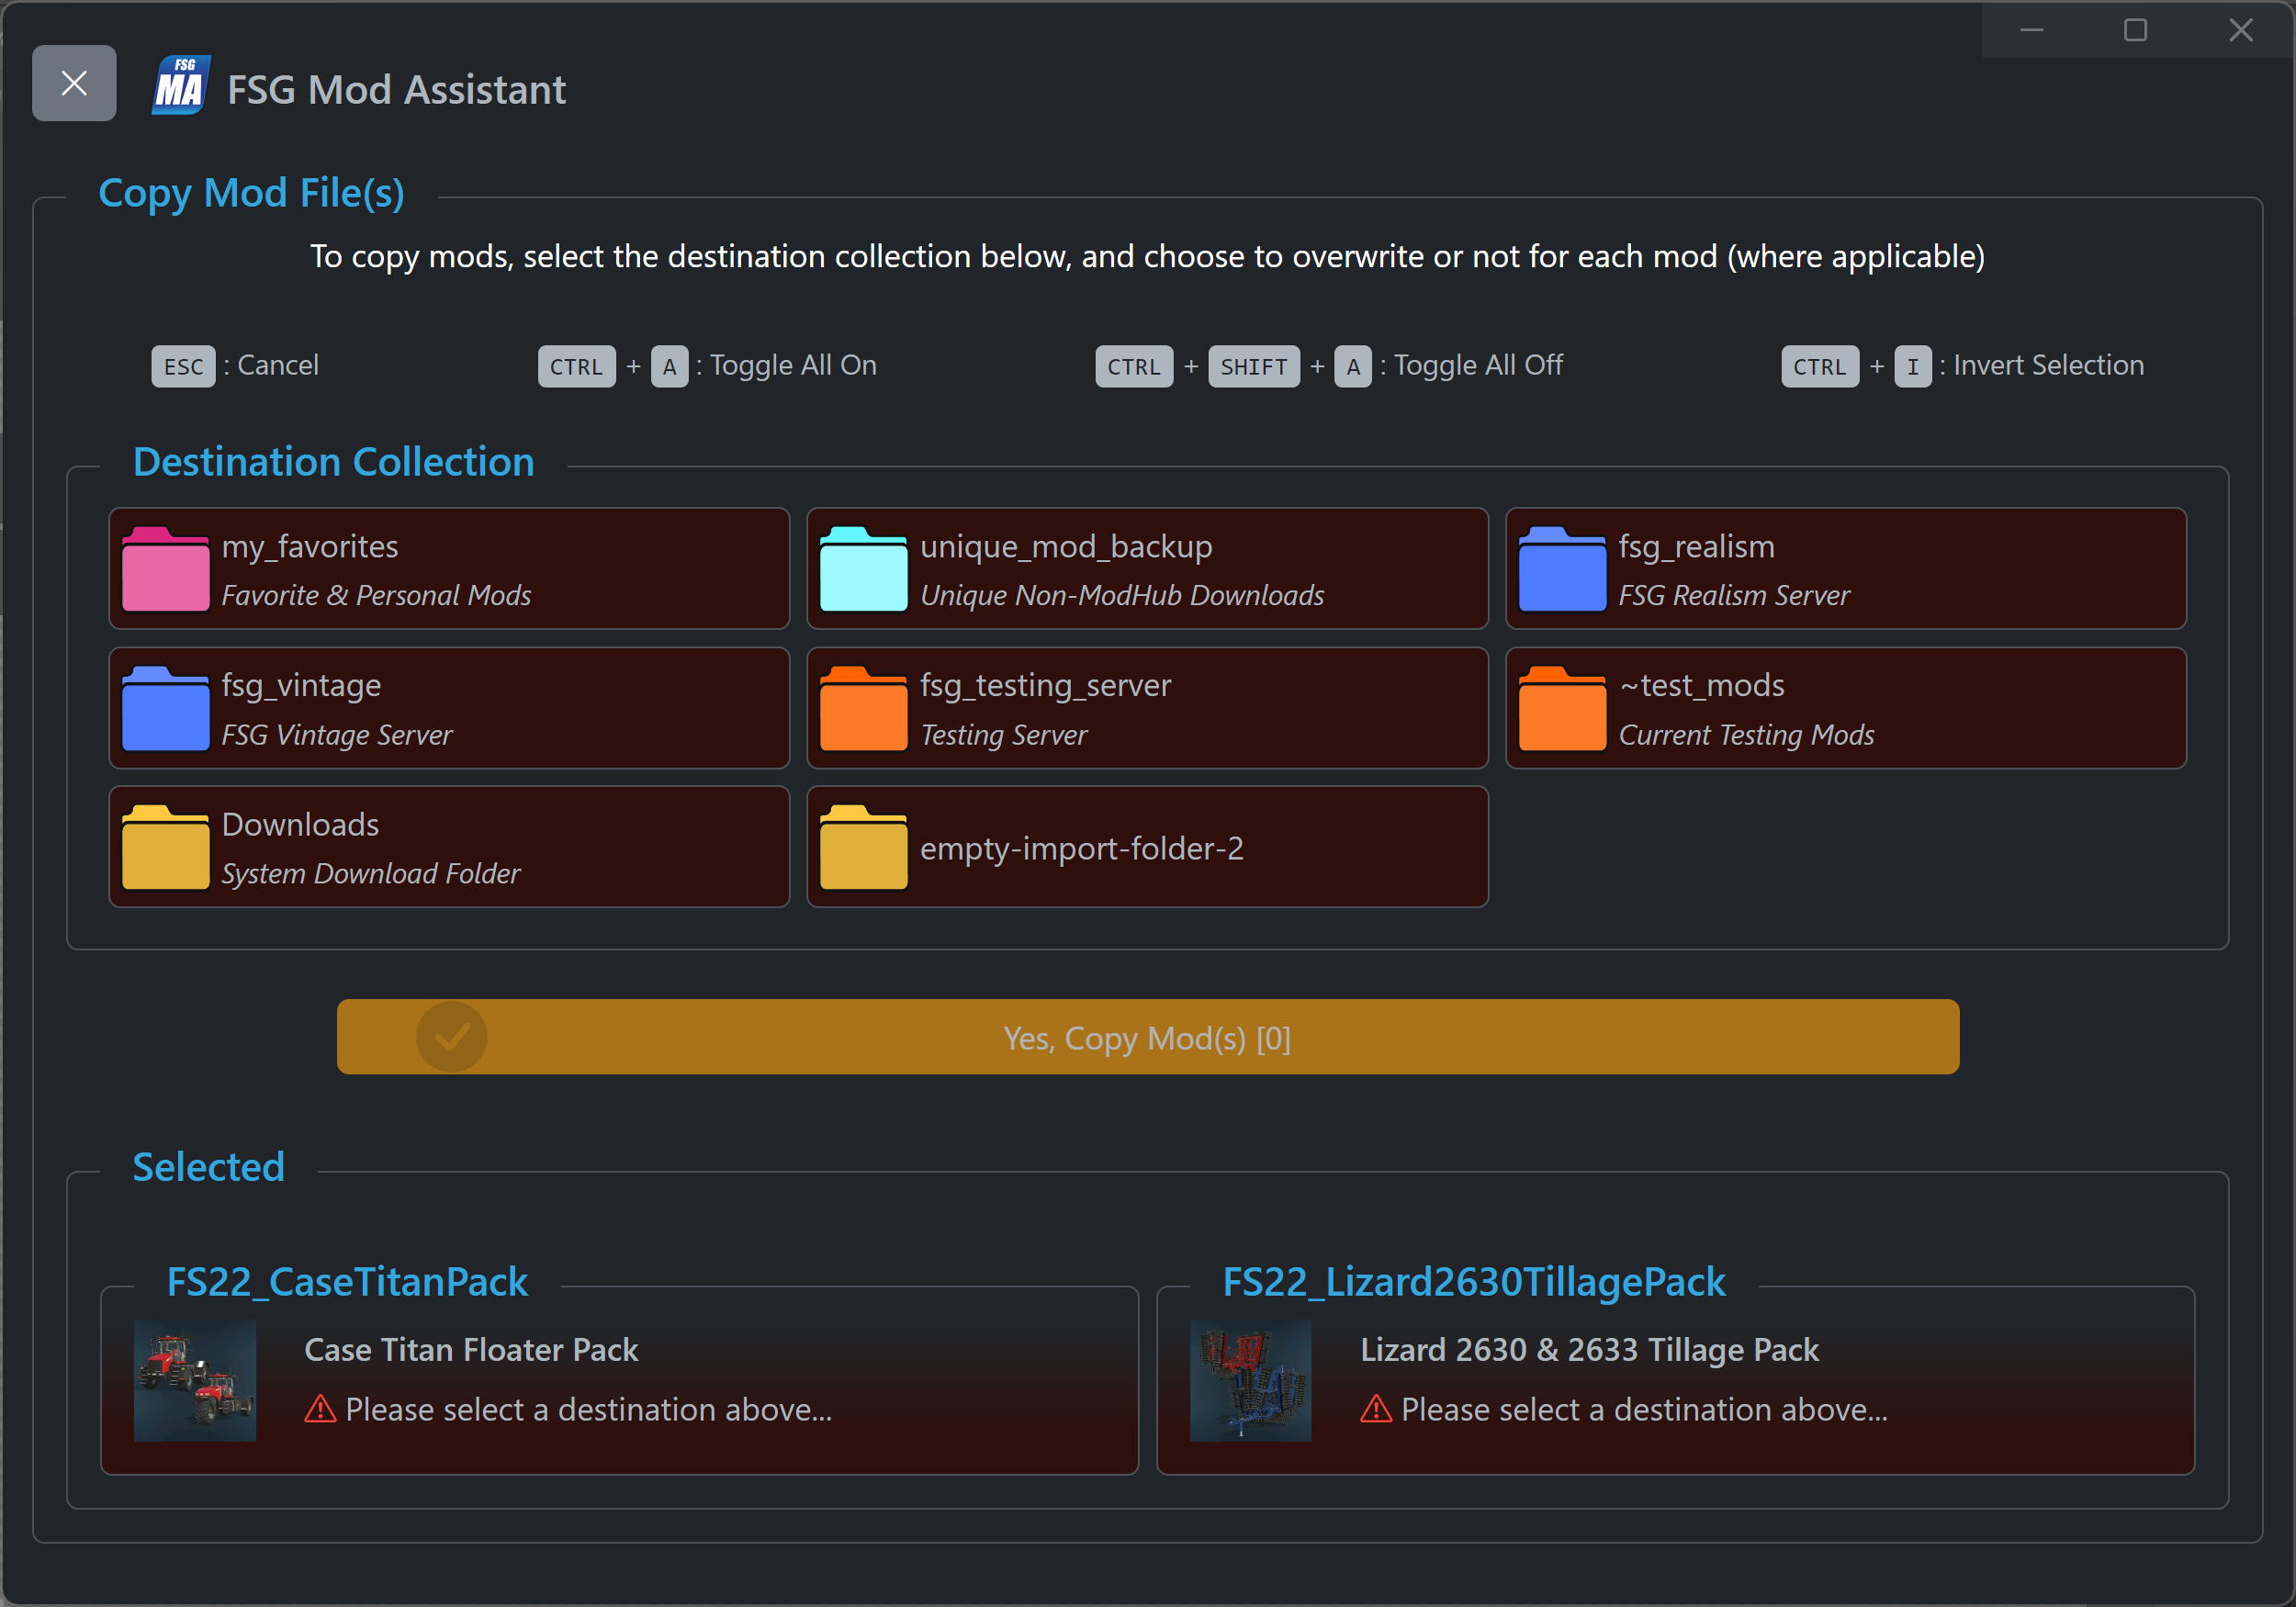 FSG
MA
FSG Mod Assistant
Copy Mod File(s)
To copy mods, select the destination collection below, and choose to overwrite or not for each mod (where applicable)
ESC : Cancel
CTRL + A : Toggle All On
CTRL + SHIFT + A : Toggle All Off
CTRL + I : Invert Selection
Destination Collection
my_favorites
Favorite & Personal Mods
unique_mod_backup
Unique Non-ModHub Downloads
fsg_realism
FSG Realism Server
fsg_vintage
FSG Vintage Server
fsg_testing_server
Testing Server
~test_mods
Current Testing Mods
Downloads
System Download Folder
empty-import-folder-2
Yes, Copy Mod(s) [0]
Selected
FS22_CaseTitanPack
Case Titan Floater Pack
Please select a destination above...
FS22_Lizard2630TillagePack
Lizard 2630 & 2633 Tillage Pack
Please select a destination above...